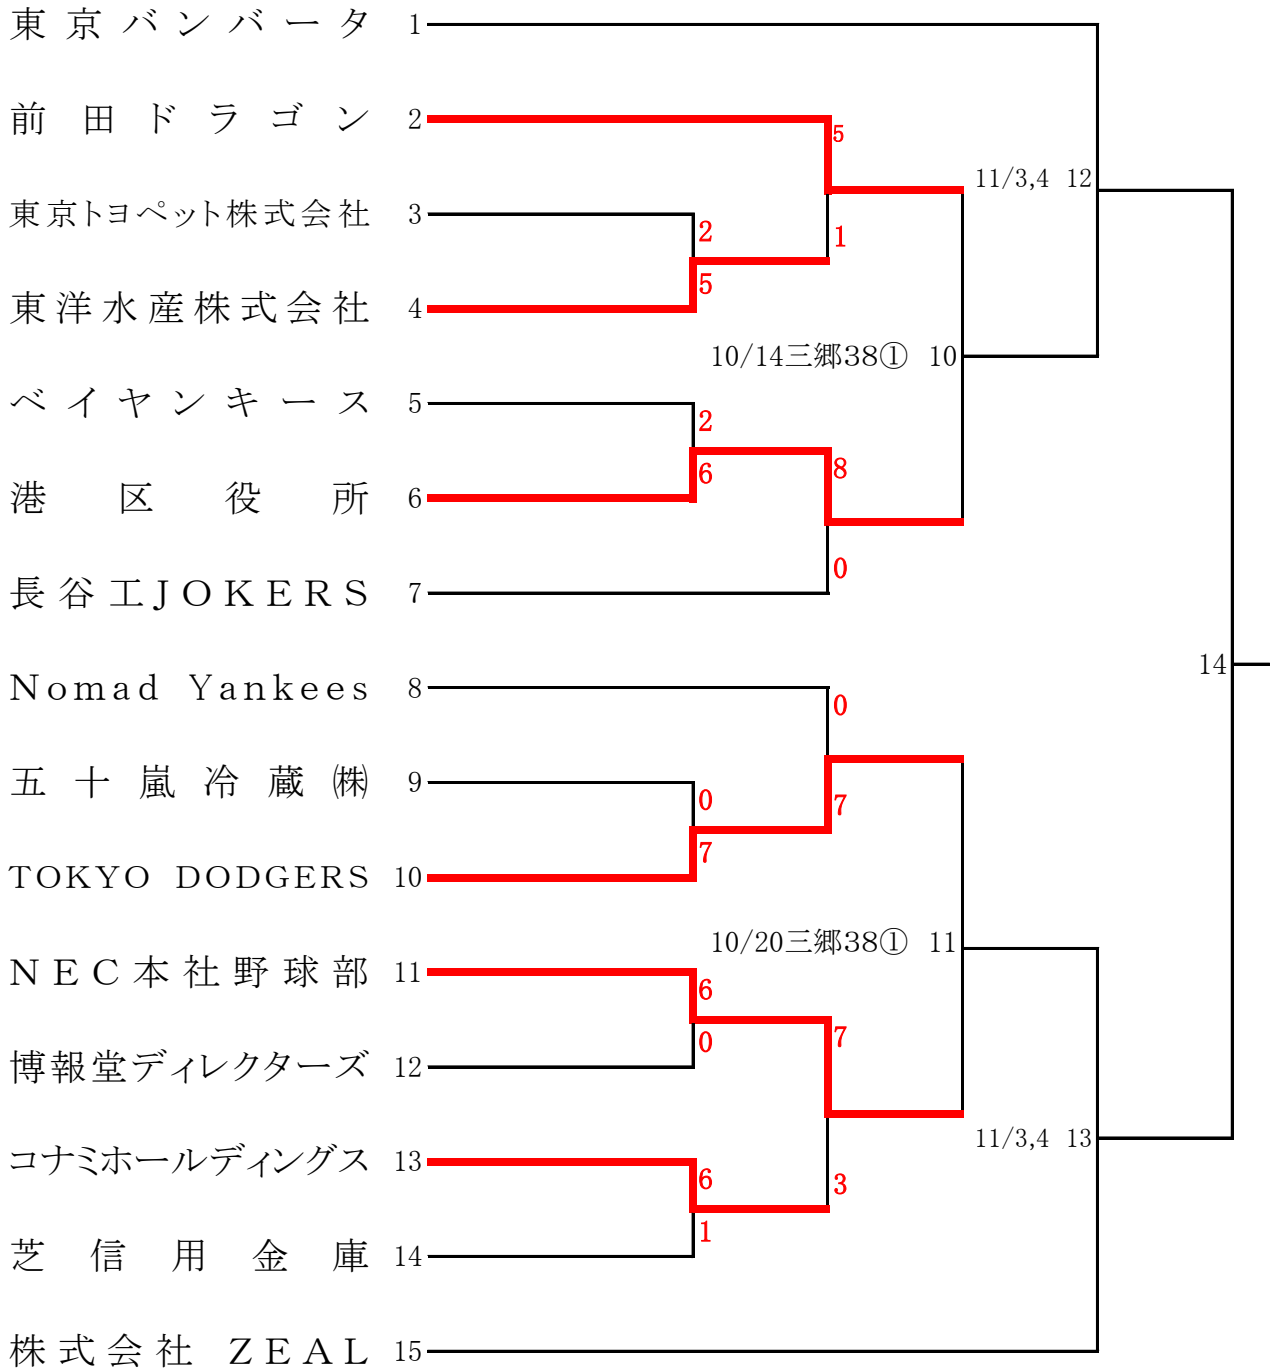 東京バンバータ 1
前田ドラゴン 2
5
11/3,4 12
東京トヨペット株式会社 3
2
1
5
東洋水産株式会社 4
10/14三郷38① 10
ベイヤンキース 5
2
8
6
港区役所 6
0
長谷工JOKERS 7
14
Nomad Yankees 8
0
五十嵐冷蔵㈱ 9
0
7
7
TOKYO DODGERS 10
10/20三郷38① 11
NEC本社野球部 11
6
7
0
博報堂ディレクターズ 12
11/3,4 13
コナミホールディングス 13
6
3
1
芝信用金庫 14
株式会社 ZEAL 15